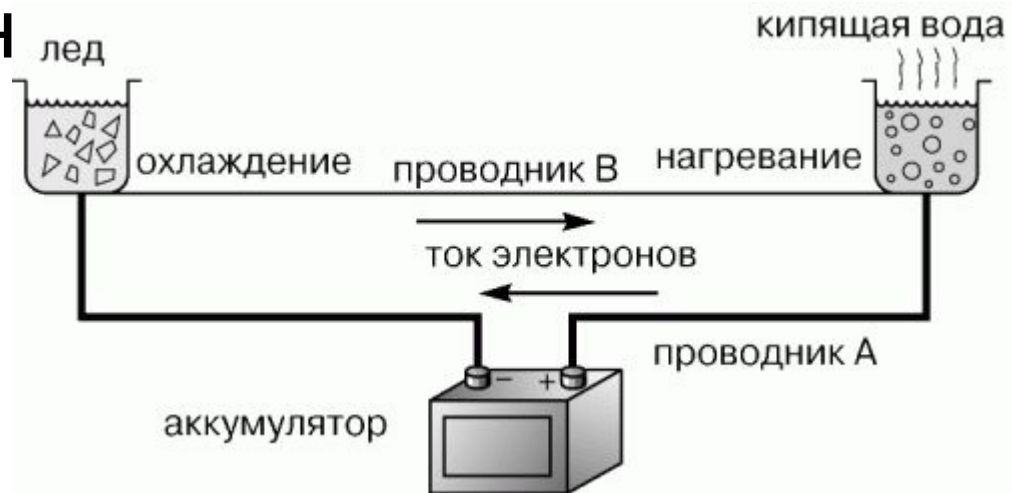 н
лед
кипящая вода
охлаждение
проводник В
нагревание
ток электронов
− +
проводник А
аккумулятор